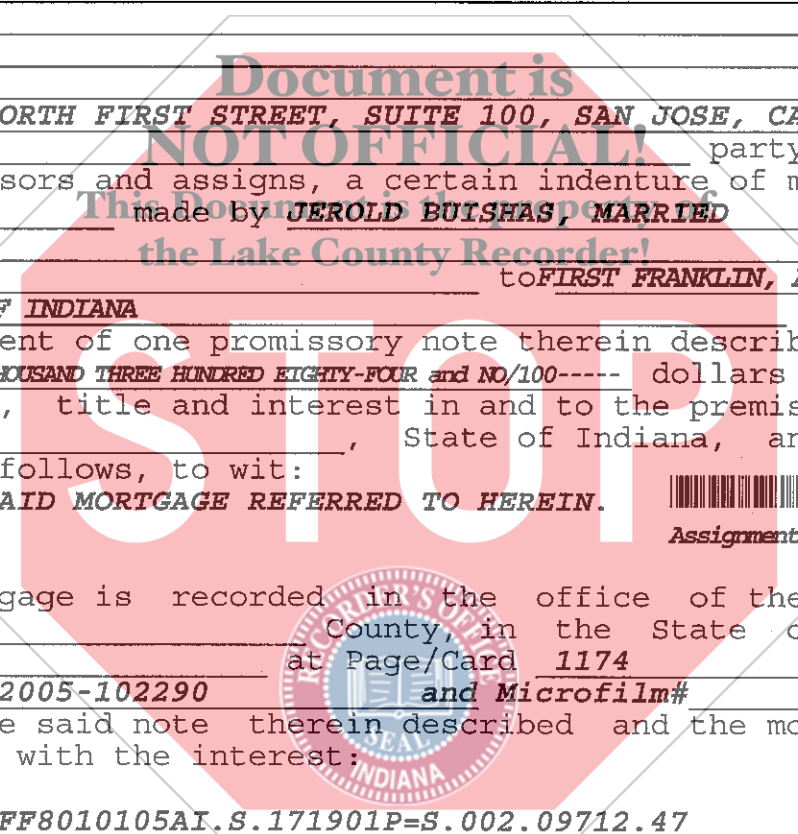 Document is
ORTH FIRST STREET, SUITE 100, SAN JOSE, CA
NOT OFFICIAL!
party
sors and assigns, a certain indenture of m
This Document is the property of
made by JEROLD BUISHAS, MARRIED
the Lake County Recorder!
to FIRST FRANKLIN, A
F INDIANA
ent of one promissory note therein describ
HOUSAND THREE HUNDRED EIGHTY-FOUR and NO/100----- dollars
, title and interest in and to the premis
, State of Indiana, an
follows, to wit:
AID MORTGAGE REFERRED TO HEREIN.
Assignment
STOP
gage is recorded in the office of the
County, in the State o
at Page/Card 1174
2005-102290 and Microfilm#
e said note therein described and the mo
with the interest:
RECORDER'S OFFICE
SEAL
INDIANA
FF8010105AI.S.171901P=S.002.09712.47